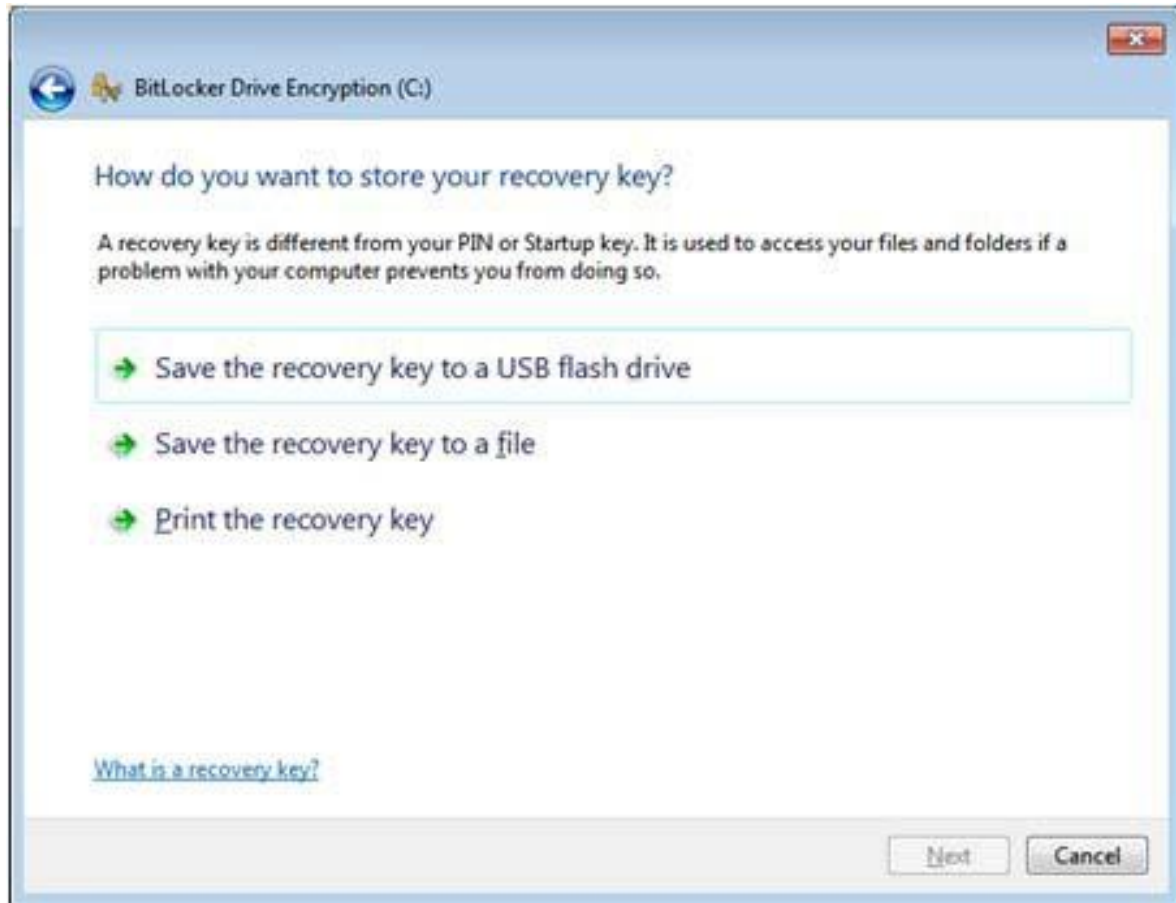 BitLocker Drive Encryption (C:)
How do you want to store your recovery key?
A recovery key is different from your PIN or Startup key. It is used to access your files and folders if a
problem with your computer prevents you from doing so.
Save the recovery key to a USB flash drive
Save the recovery key to a file
Print the recovery key
What is a recovery key?
Next
Cancel